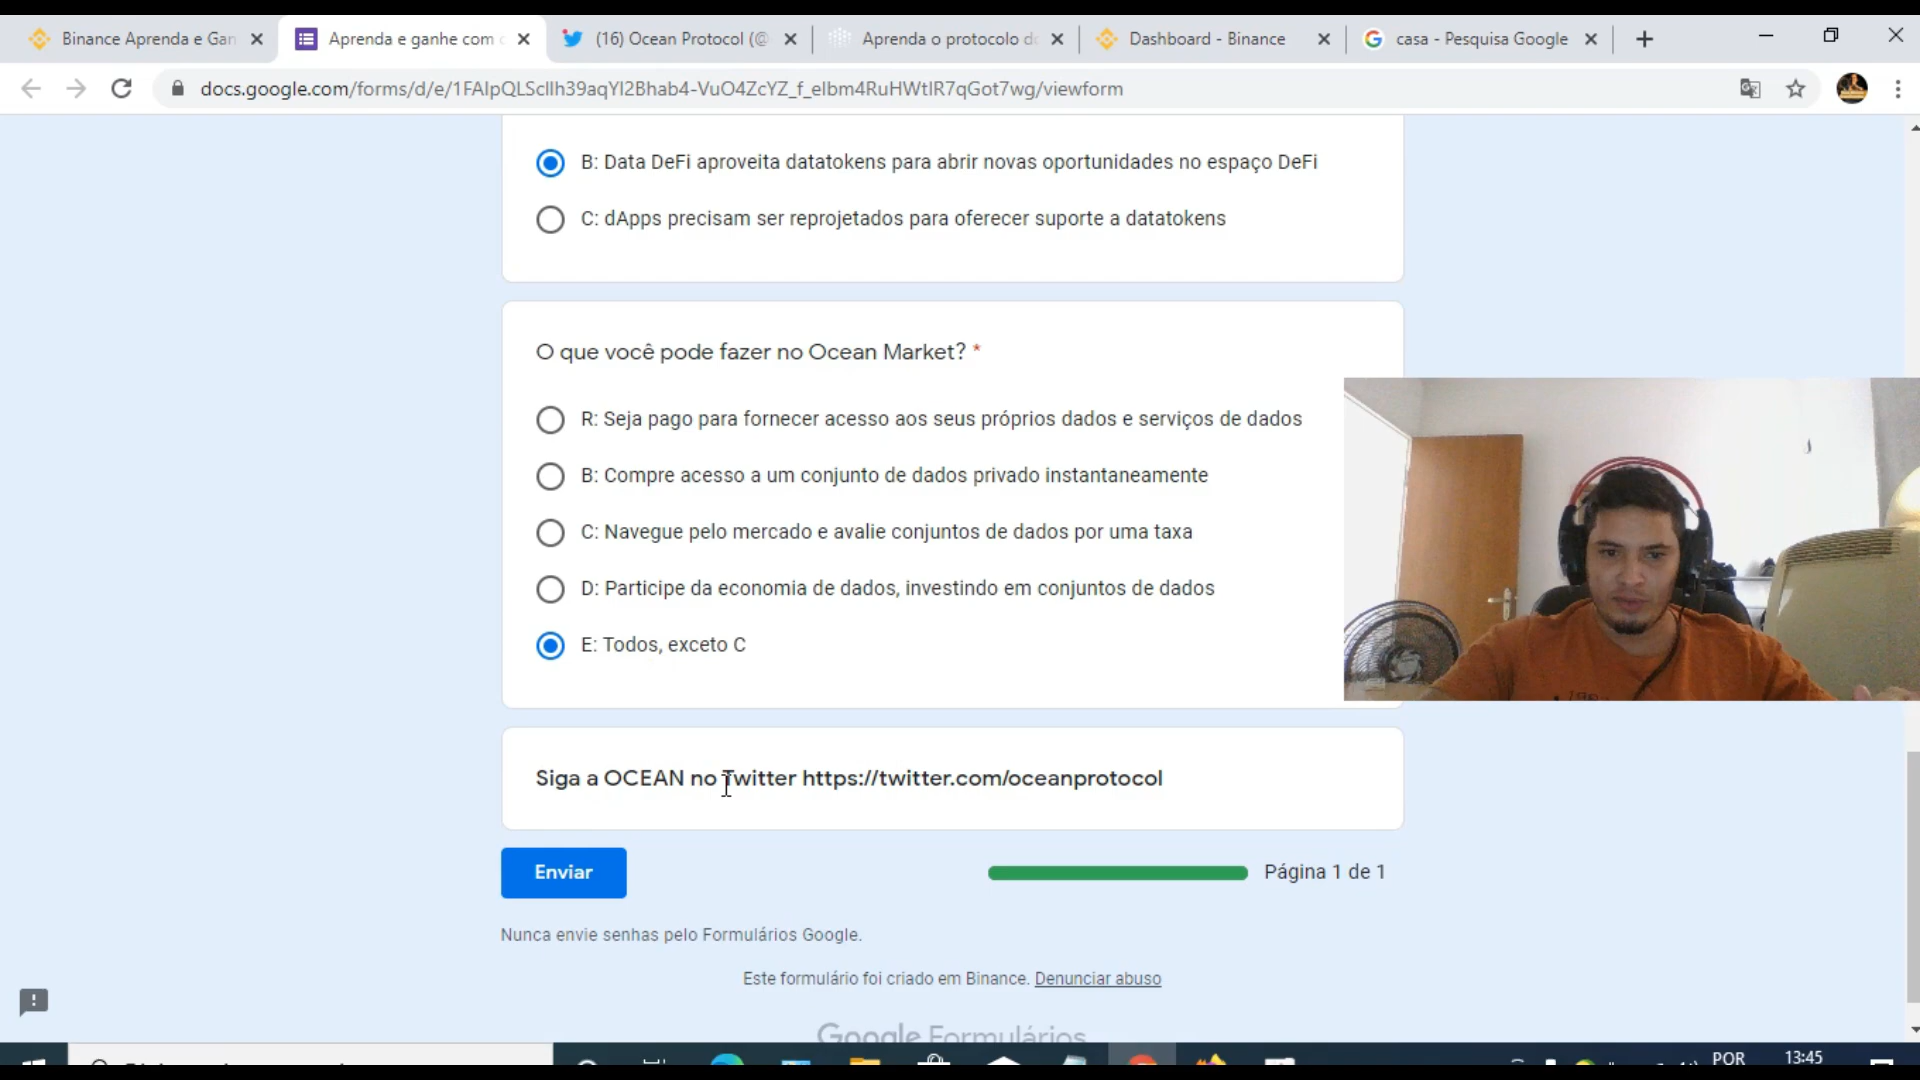 Binance Aprenda e Gan
Aprenda e ganhe com o
(16) Ocean Protocol (@
Aprenda o protocolo do
Dashboard - Binance
casa - Pesquisa Google
docs.google.com/forms/d/e/1FAIpQLScIlh39aqYI2Bhab4-VuO4ZcYZ_f_eIbm4RuHWtIR7qGot7wg/viewform
B: Data DeFi aproveita datatokens para abrir novas oportunidades no espaço DeFi
C: dApps precisam ser reprojetados para oferecer suporte a datatokens
O que você pode fazer no Ocean Market? *
R: Seja pago para fornecer acesso aos seus próprios dados e serviços de dados
B: Compre acesso a um conjunto de dados privado instantaneamente
C: Navegue pelo mercado e avalie conjuntos de dados por uma taxa
D: Participe da economia de dados, investindo em conjuntos de dados
E: Todos, exceto C
Siga a OCEAN no Twitter https://twitter.com/oceanprotocol
Enviar
Página 1 de 1
Nunca envie senhas pelo Formulários Google.
Este formulário foi criado em Binance. Denunciar abuso
Google Formulários
POR
13:45